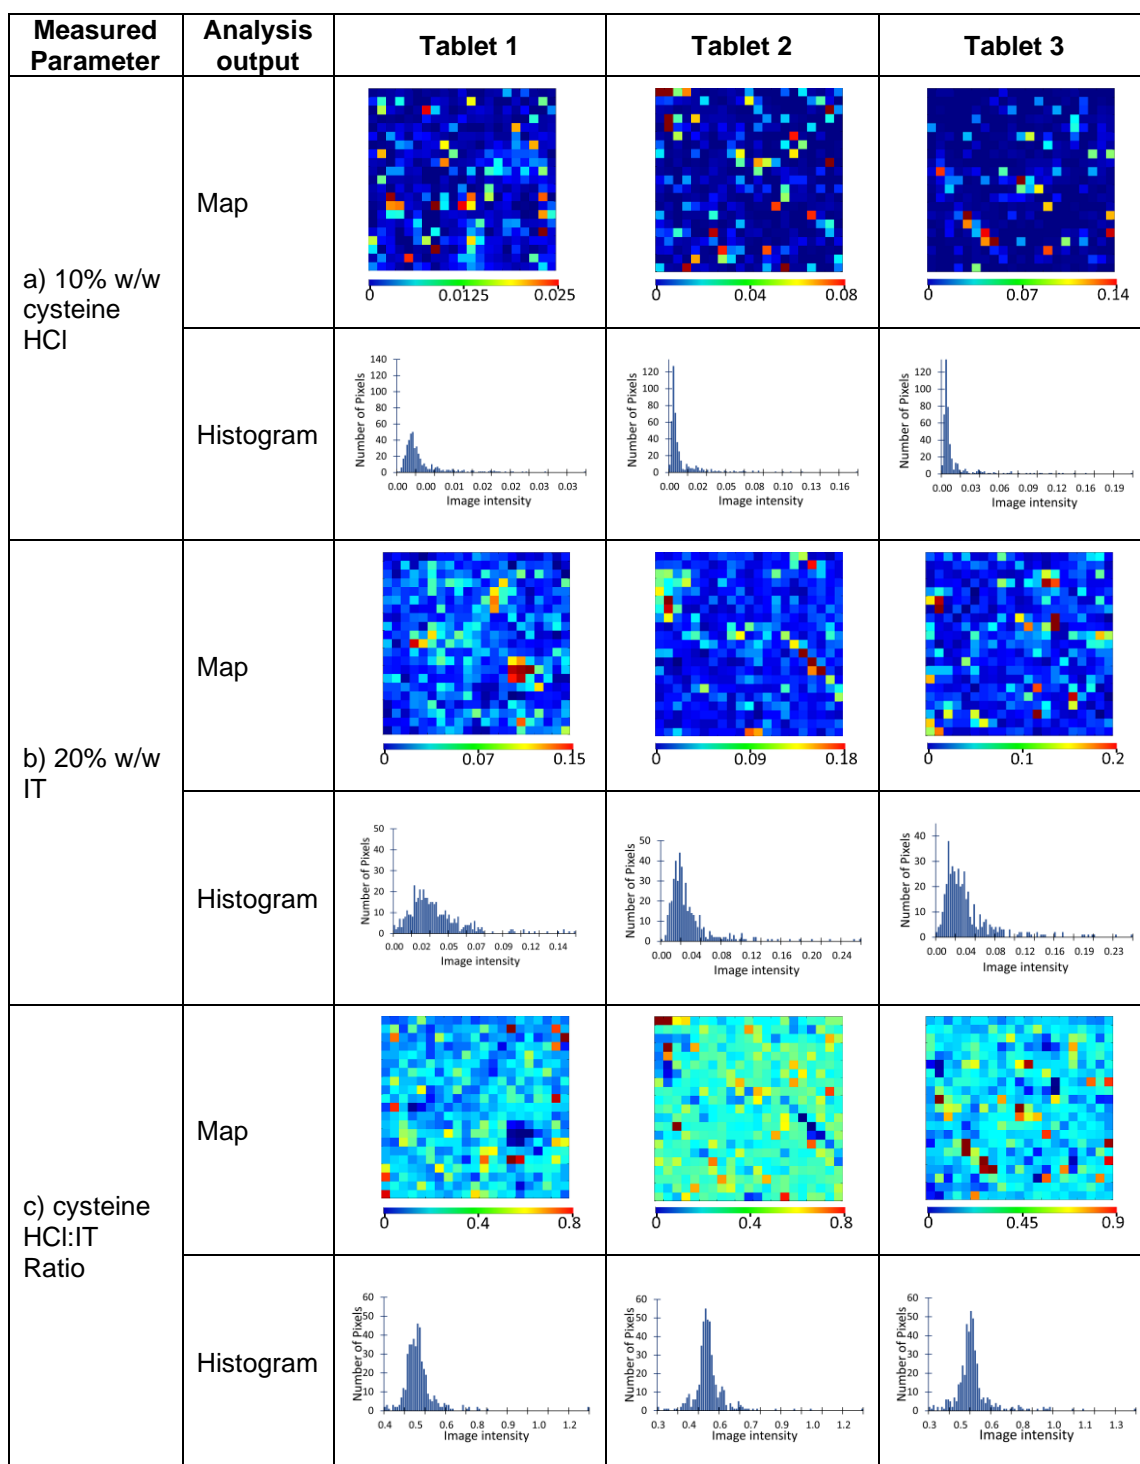 Measured Parameter
Analysis output
Tablet 1
Tablet 2
Tablet 3
a) 10% w/w cysteine HCl
Map
0 0.0125 0.025
0 0.04 0.08
0 0.07 0.14
Histogram
Number of Pixels
140
120
100
80
60
40
20
0
0.00 0.00 0.01 0.01 0.02 0.02 0.03 0.03
Image intensity
Number of Pixels
120
100
80
60
40
20
0
0.00 0.02 0.05 0.08 0.10 0.13 0.16
Image intensity
Number of Pixels
120
100
80
60
40
20
0
0.00 0.03 0.06 0.09 0.12 0.16 0.19
Image intensity
b) 20% w/w IT
Map
0 0.07 0.15
0 0.09 0.18
0 0.1 0.2
Histogram
Number of Pixels
50
40
30
20
10
0
0.00 0.02 0.05 0.07 0.09 0.12 0.14
Image intensity
Number of Pixels
50
40
30
20
10
0
0.00 0.04 0.08 0.12 0.16 0.20 0.24
Image intensity
Number of Pixels
40
30
20
10
0
0.00 0.04 0.08 0.12 0.16 0.19 0.23
Image intensity
c) cysteine HCl:IT Ratio
Map
0 0.4 0.8
0 0.4 0.8
0 0.45 0.9
Histogram
Number of Pixels
60
50
40
30
20
10
0
0.4 0.5 0.6 0.8 0.9 1.0 1.2
Image intensity
Number of Pixels
60
50
40
30
20
10
0
0.3 0.4 0.6 0.7 0.9 1.0 1.2
Image intensity
Number of Pixels
60
50
40
30
20
10
0
0.3 0.5 0.6 0.8 1.0 1.1 1.3
Image intensity